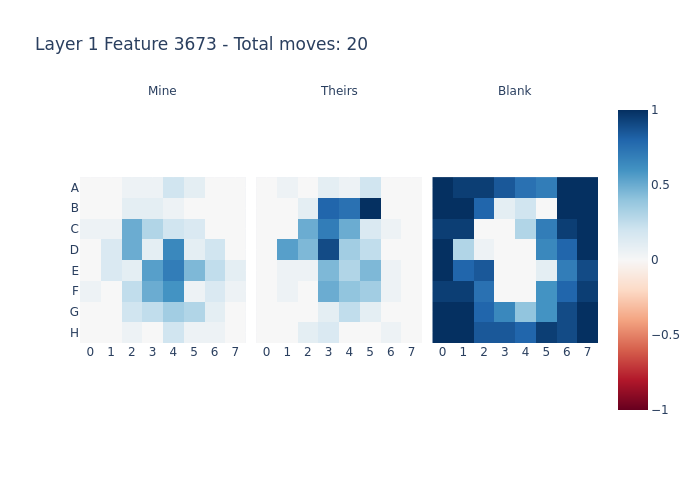 Layer 1 Feature 3673 - Total moves: 20
Mine Theirs Blank
A
B
C
D
E
F
G
H
0 1 2 3 4 5 6 7 0 1 2 3 4 5 6 7 0 1 2 3 4 5 6 7
1
0.5
0
−0.5
−1